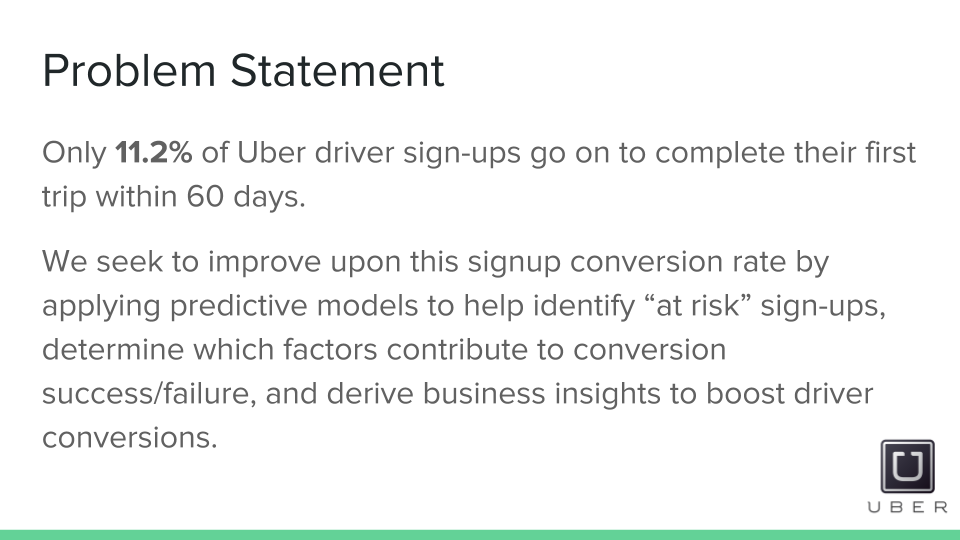 Problem Statement
Only 11.2% of Uber driver sign-ups go on to complete their first
trip within 60 days.
We seek to improve upon this signup conversion rate by
applying predictive models to help identify “at risk” sign-ups,
determine which factors contribute to conversion
success/failure, and derive business insights to boost driver
conversions.
U
UBER